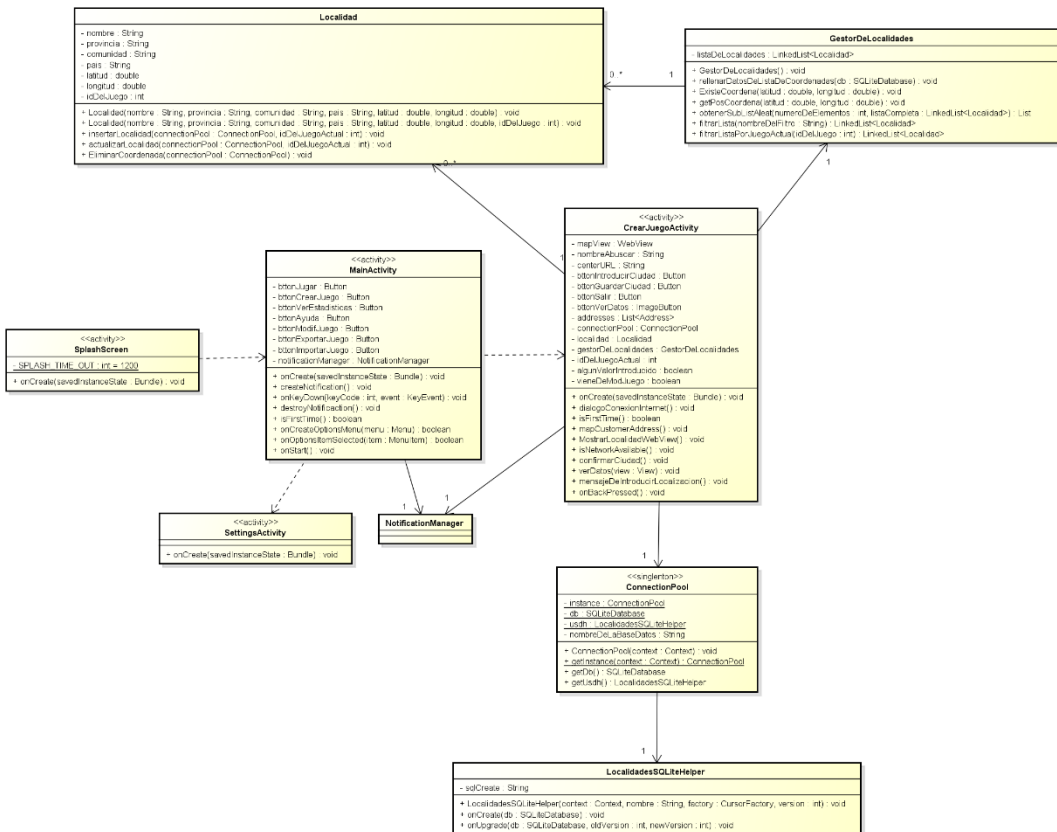 Localidad
- nombre : String
- provincia : String
- comunidad : String
- pais : String
- latitud : double
- longitud : double
- idDelJuego : int
+ Localidad(nombre : String, provincia : String, comunidad : String, pais : String, latitud : double, longitud : double) : void
+ Localidad(nombre : String, provincia : String, comunidad : String, pais : String, latitud : double, longitud : double, idDelJuego : int) : void
+ insertarLocalidad(connectionPool : ConnectionPool, idDelJuegoActual : int) : void
+ actualizarLocalidad(connectionPool : ConnectionPool, idDelJuegoActual : int) : void
+ EliminarCoordenada(connectionPool : ConnectionPool) : void
0..*
1
GestorDeLocalidades
- listaDeLocalidades : LinkedList<Localidad>
+ GestorDeLocalidades() : void
+ rellenarDatosDeListaDeCoordenadas(db : SQLiteDatabase) : void
+ ExisteCoordena(latitud : double, longitud : double) : void
+ getPosCoordena(latitud : double, longitud : double) : void
+ obtenerSubListAleat(numeroDeElementos : int, listaCompleta : LinkedList<Localidad>) : List
+ filtrarLista(nombreDelFiltro : String) : LinkedList<Localidad>
+ filtrarListaPorJuegoActual(idDelJuego : int) : LinkedList<Localidad>
0..*
1
1
<<activity>>
CrearJuegoActivity
- mapView : WebView
- nombreAbuscar : String
- centerURL : String
- bttonIntroducirCiudad : Button
- bttonGuardarCiudad : Button
- bttonSalir : Button
- bttonVerDatos : ImageButton
- addresses : List<Address>
- connectionPool : ConnectionPool
- localidad : Localidad
- gestorDeLocalidades : GestorDeLocalidades
- idDelJuegoActual : int
- algunValorIntroducido : boolean
- vieneDelModJuego : boolean
+ onCreate(savedInstanceState : Bundle) : void
+ dialogoConexionInternet() : void
+ isFirstTime() : boolean
+ mapCustomerAddress() : void
+ MostrarLocalidadWebView() : void
+ isNetworkAvailable() : void
+ confirmarCiudad() : void
+ verDatos(view : View) : void
+ mensajeDeIntroducirLocalizacion() : void
+ onBackPressed() : void
<<activity>>
MainActivity
- bttonJugar : Button
- bttonCrearJuego : Button
- bttonVerEstadisticas : Button
- bttonAyuda : Button
- bttonModifJuego : Button
- bttonExportarJuego : Button
- bttonImportarJuego : Button
- notificationManager : NotificationManager
+ onCreate(savedInstanceState : Bundle) : void
+ createNotification() : void
+ onKeyDown(keyCode : int, event : KeyEvent) : void
+ destroyNotificaction() : void
+ isFirstTime() : boolean
+ onCreateOptionsMenu(menu : Menu) : boolean
+ onOptionsItemSelected(item : MenuItem) : boolean
+ onStart() : void
<<activity>>
SplashScreen
- SPLASH_TIME_OUT : int = 1200
+ onCreate(savedInstanceState : Bundle) : void
1
1
<<activity>>
SettingsActivity
+ onCreate(savedInstanceState : Bundle) : void
NotificationManager
1
<<singlenton>>
ConnectionPool
- instance : ConnectionPool
- db : SQLiteDatabase
- usdh : LocalidadesSQLiteHelper
- nombreDeLaBaseDatos : String
+ ConnectionPool(context : Context) : void
+ getInstance(context : Context) : ConnectionPool
+ getDb() : SQLiteDatabase
+ getUsdh() : LocalidadesSQLiteHelper
1
LocalidadesSQLiteHelper
- sqlCreate : String
+ LocalidadesSQLiteHelper(context : Context, nombre : String, factory : CursorFactory, version : int) : void
+ onCreate(db : SQLiteDatabase) : void
+ onUpgrade(db : SQLiteDatabase, oldVersion : int, newVersion : int) : void